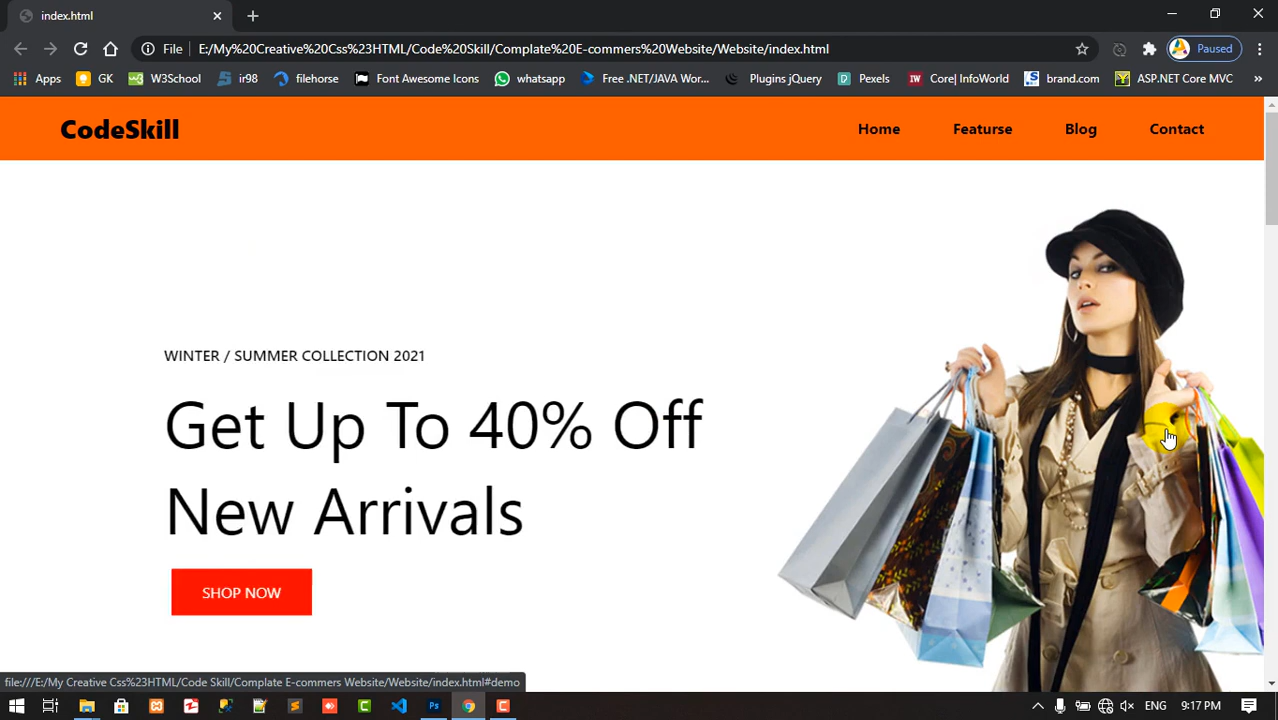 index.html
File
E:/My%20Creative%20Css%23HTML/Code%20Skill/Complate%20E-commers%20Website/Website/index.html
Paused
Apps GK W3School ir98 filehorse Font Awesome Icons whatsapp Free .NET/JAVA Wor... Plugins jQuery Pexels Core| InfoWorld brand.com ASP.NET Core MVC »
CodeSkill
Home Featurse Blog Contact
WINTER / SUMMER COLLECTION 2021
Get Up To 40% Off
New Arrivals
SHOP NOW
file:///E:/My Creative Css%23HTML/Code Skill/Complate E-commers Website/Website/index.html#demo
ENG 9:17 PM